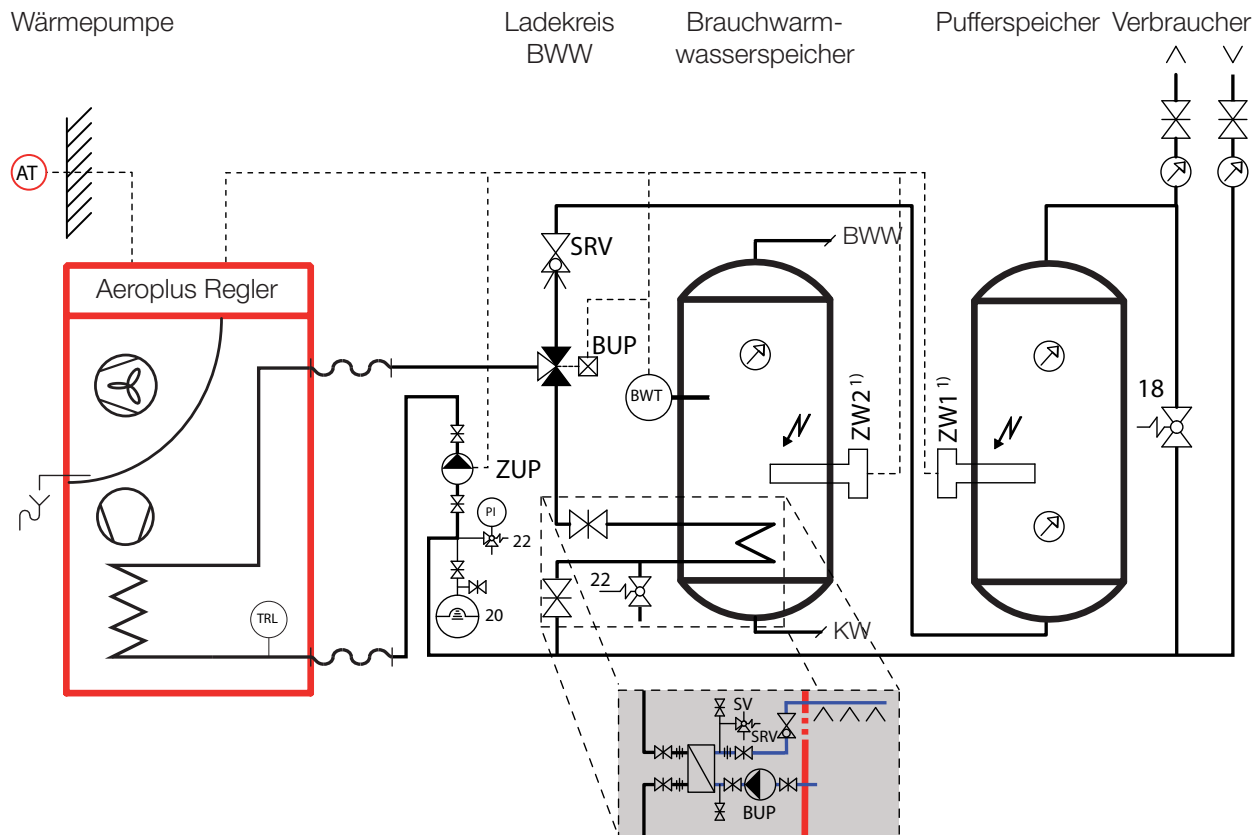 Wärmepumpe
Ladekreis
BWW
Brauchwarm-
wasserspeicher
Pufferspeicher
Verbraucher
AT
Aeroplus Regler
SRV
BWW
BUP
BWT
ZW2 1)
ZW1 1)
18
ZUP
PI
22
22
20
TRL
KW
SV
SRV
BUP